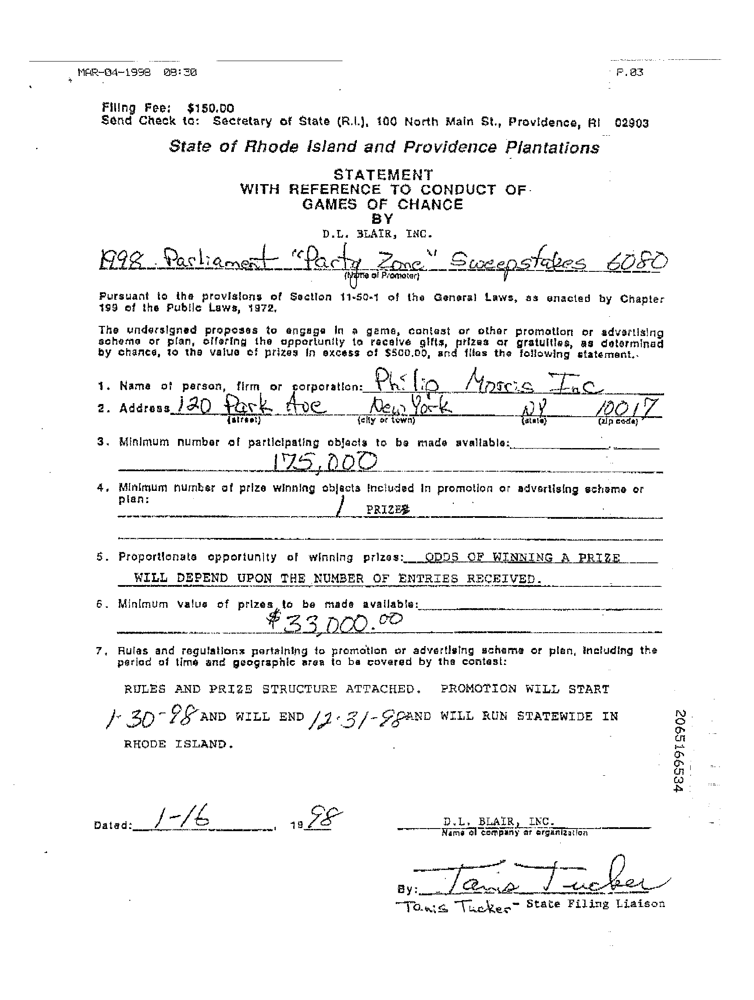 MAR-04-1998 08:30 P.03
Filing Fee: $150.00
Send Check to: Secretary of State (R.I.), 100 North Main St., Providence, RI 02903
State of Rhode Island and Providence Plantations
STATEMENT
WITH REFERENCE TO CONDUCT OF
GAMES OF CHANCE
BY
D.L. BLAIR, INC.
1998 Parliament "Party Zone" Sweepstakes 6080
(Name of Promoter)
Pursuant to the provisions of Section 11-50-1 of the General Laws, as enacted by Chapter
199 of the Public Laws, 1972.
The undersigned proposes to engage in a game, contest or other promotion or advertising
scheme or plan, offering the opportunity to receive gifts, prizes or gratuities, as determined
by chance, to the value of prizes in excess of $500.00, and files the following statement.
1. Name of person, firm or corporation: Philip Morris Inc
2. Address 120 Park Ave New York NY 10017
(street) (city or town) (state) (zip code)
3. Minimum number of participating objects to be made available:
175,000
4. Minimum number of prize winning objects included in promotion or advertising scheme or
plan:
1 PRIZE
5. Proportionate opportunity of winning prizes: ODDS OF WINNING A PRIZE
WILL DEPEND UPON THE NUMBER OF ENTRIES RECEIVED.
6. Minimum value of prizes to be made available:
$33,000.00
7. Rules and regulations pertaining to promotion or advertising scheme or plan, including the
period of time and geographic area to be covered by the contest:
RULES AND PRIZE STRUCTURE ATTACHED. PROMOTION WILL START
1-30-98 AND WILL END 12-31-98 AND WILL RUN STATEWIDE IN
RHODE ISLAND.
2065166534
Dated: 1-16, 1998
D.L. BLAIR, INC.
Name of company or organization
By: Tanis Tucker
Tanis Tucker - State Filing Liaison